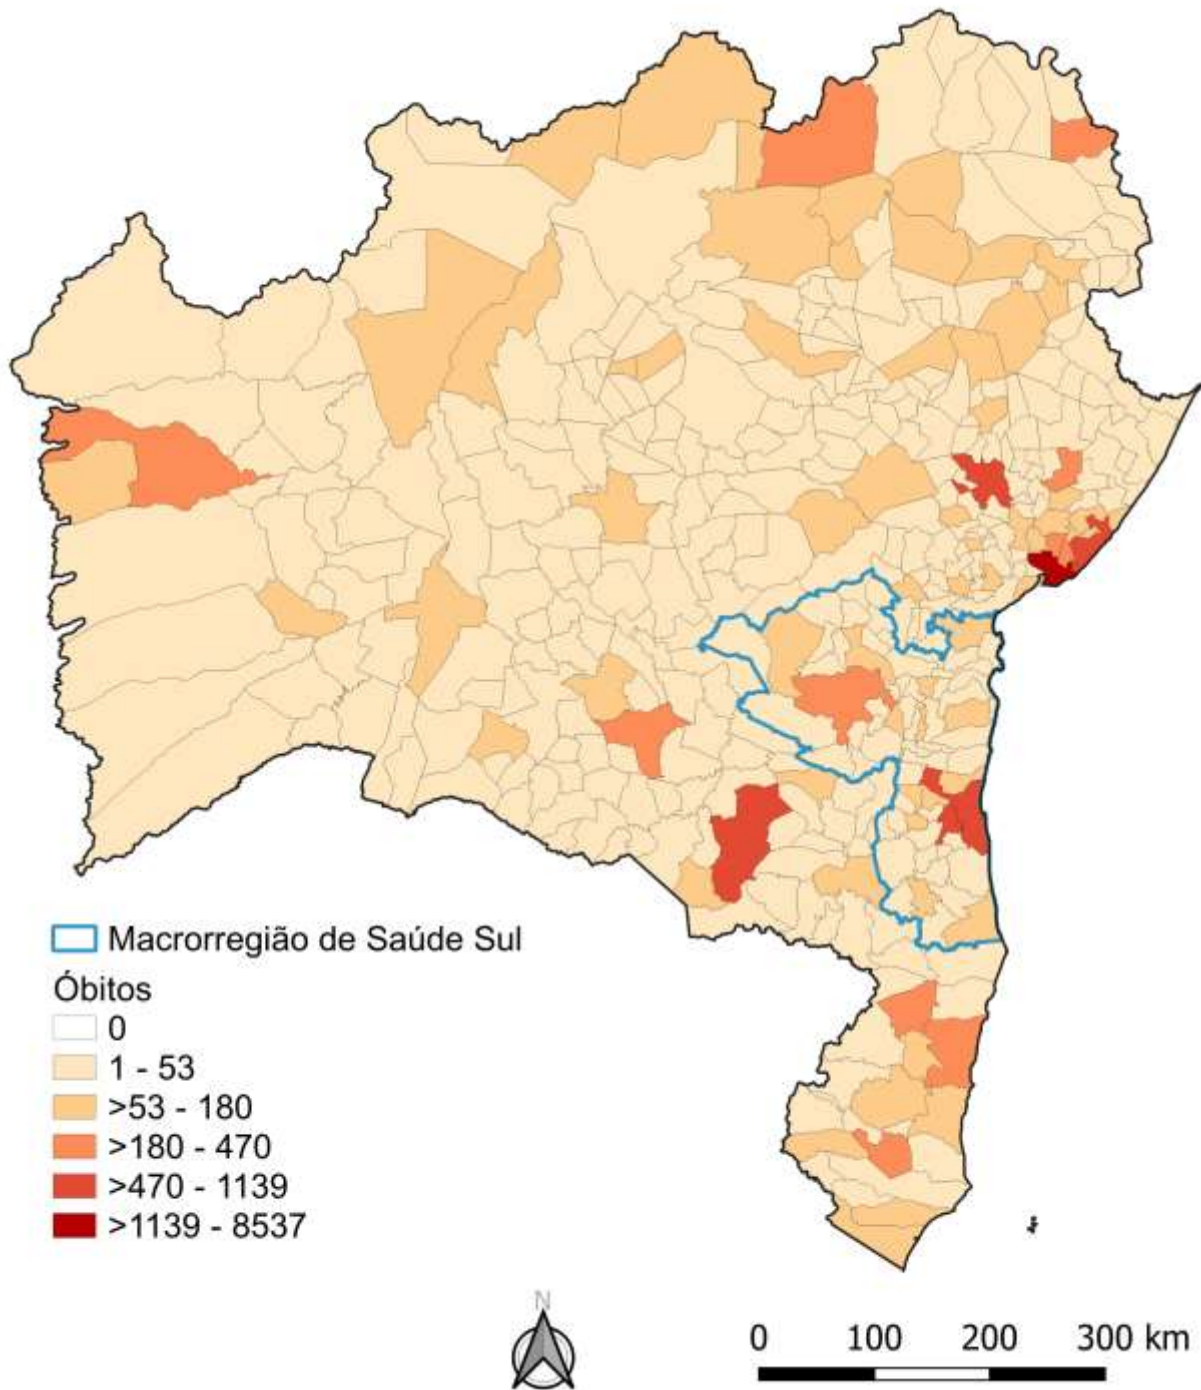 Macrorregião de Saúde Sul
Óbitos
0
1 - 53
>53 - 180
>180 - 470
>470 - 1139
>1139 - 8537
N
0 100 200 300 km